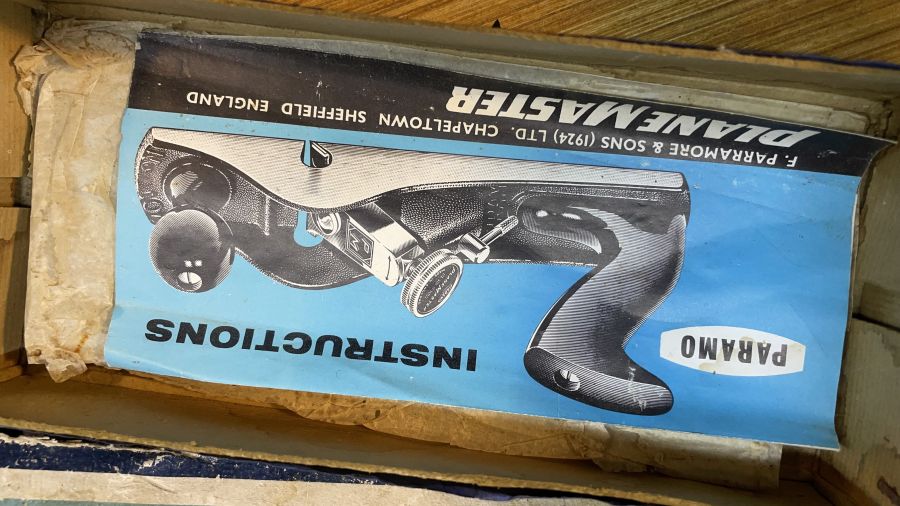 PARAMO
INSTRUCTIONS
PLANEMASTER
F. PARRAMORE & SONS (1924) LTD. CHAPELTOWN SHEFFIELD ENGLAND